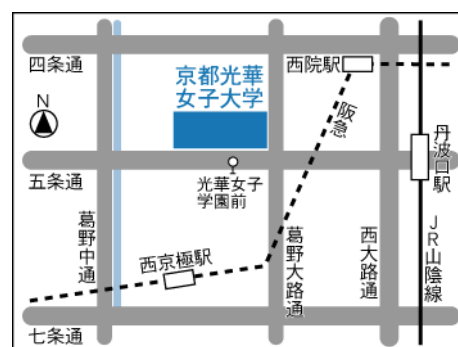 四条通
京都光華
女子大学
西院駅
N
阪急
丹波口駅
五条通
光華女子
学園前
葛野中通
西京極駅
葛野大路通
西大路通
JR山陰線
七条通